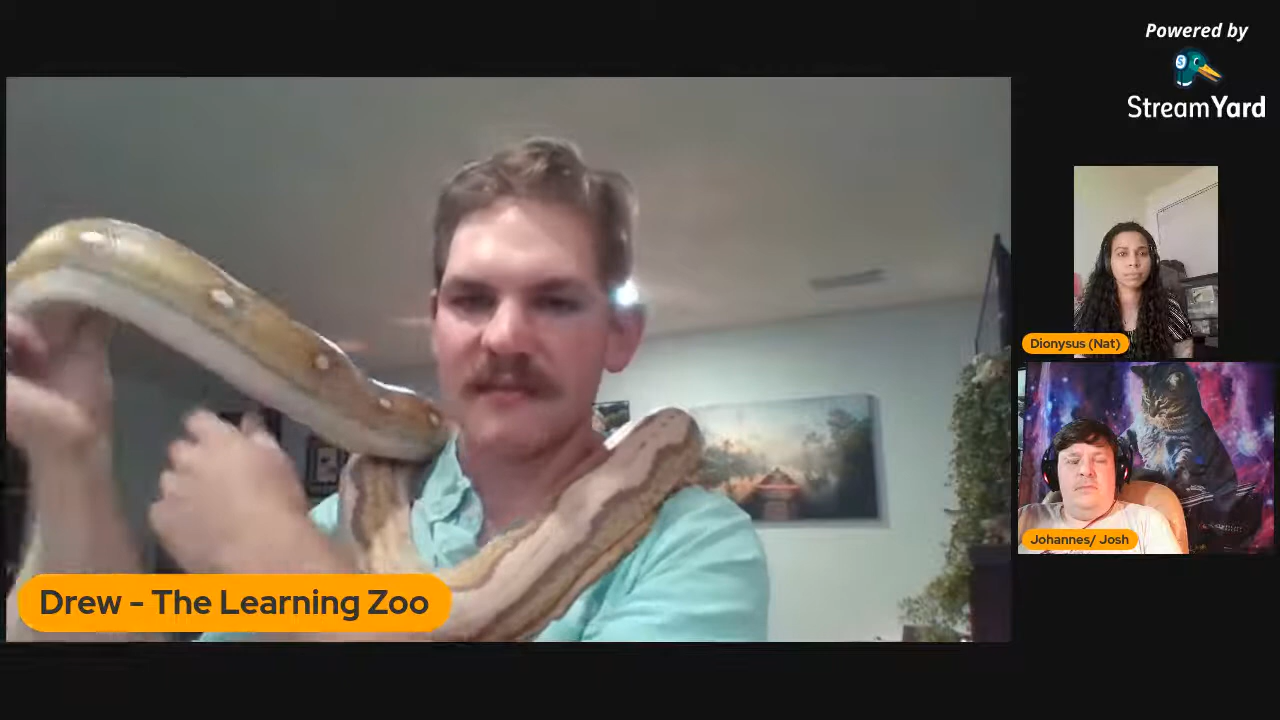 Powered by
StreamYard
Dionysus (Nat)
Johannes/ Josh
Drew - The Learning Zoo